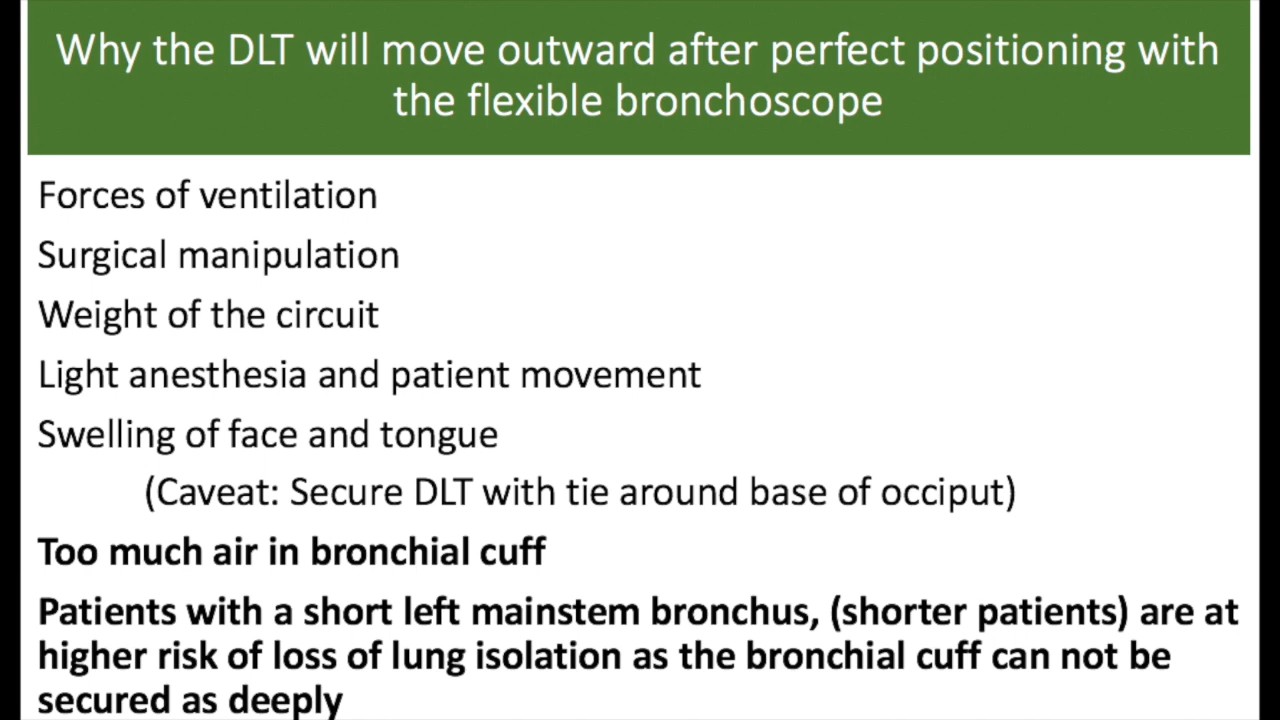 Why the DLT will move outward after perfect positioning with
the flexible bronchoscope
Forces of ventilation
Surgical manipulation
Weight of the circuit
Light anesthesia and patient movement
Swelling of face and tongue
(Caveat: Secure DLT with tie around base of occiput)
Too much air in bronchial cuff
Patients with a short left mainstem bronchus, (shorter patients) are at
higher risk of loss of lung isolation as the bronchial cuff can not be
secured as deeply